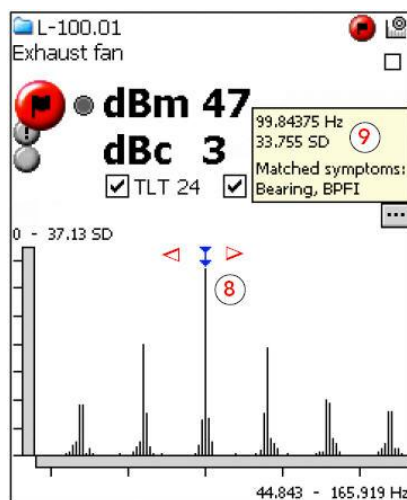 L-100.01
Exhaust fan
dBm 47
dBc 3
TLT 24
99.84375 Hz
33.755 SD
9
Matched symptoms:
Bearing, BPFI
...
0 - 37.13 SD
8
44.843 - 165.919 Hz